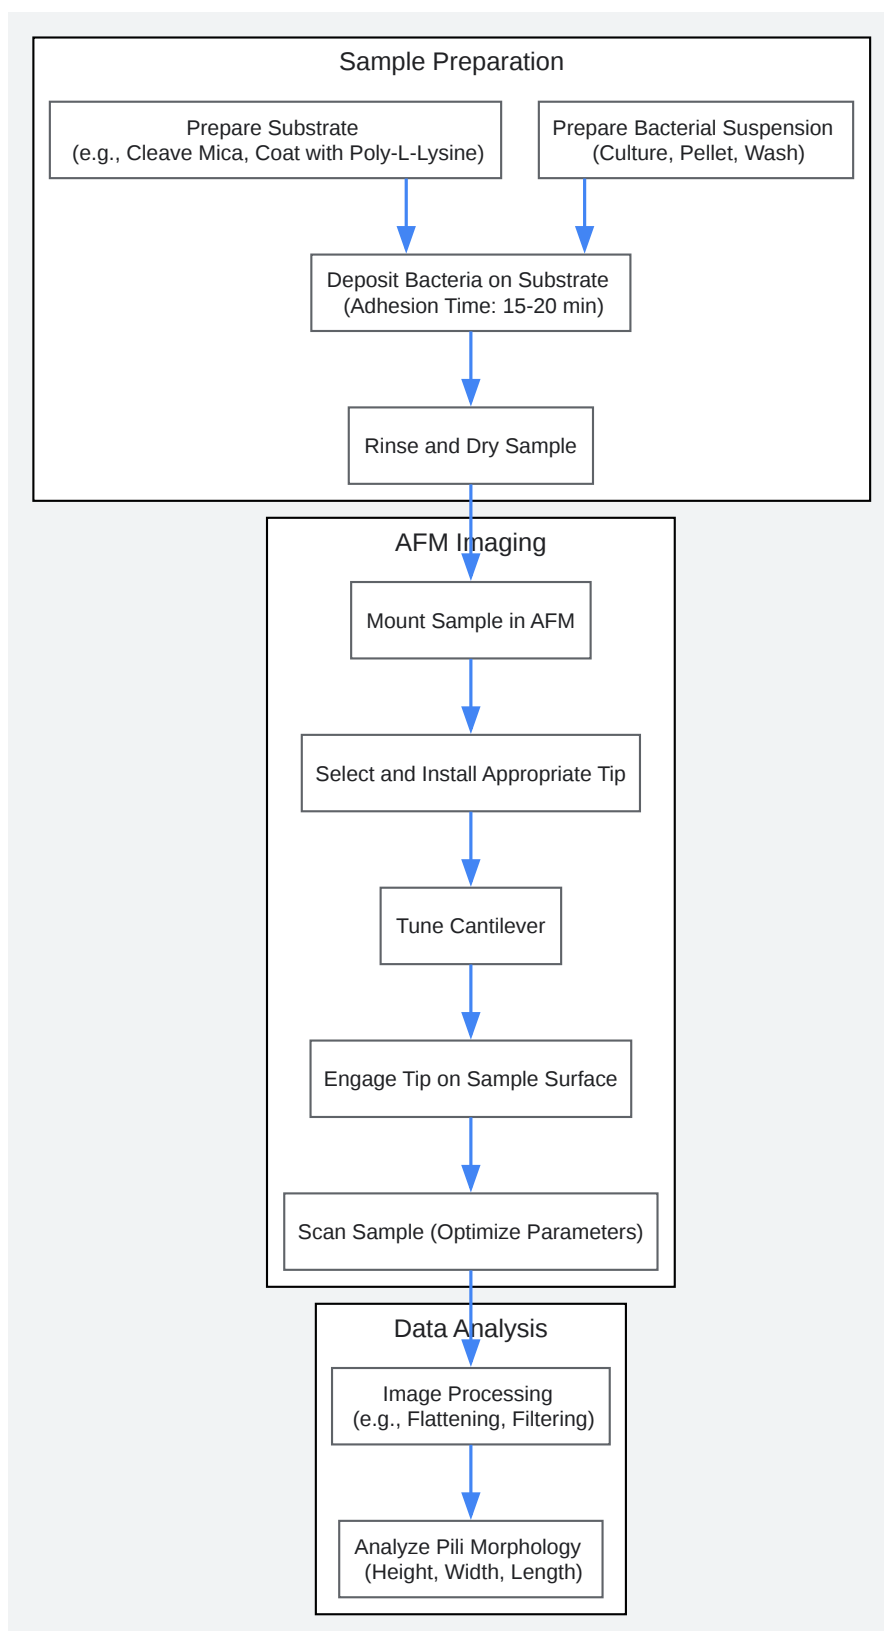 Sample Preparation
Prepare Substrate
(e.g., Cleave Mica, Coat with Poly-L-Lysine)
Prepare Bacterial Suspension
(Culture, Pellet, Wash)
Deposit Bacteria on Substrate
(Adhesion Time: 15-20 min)
Rinse and Dry Sample
AFM Imaging
Mount Sample in AFM
Select and Install Appropriate Tip
Tune Cantilever
Engage Tip on Sample Surface
Scan Sample (Optimize Parameters)
Data Analysis
Image Processing
(e.g., Flattening, Filtering)
Analyze Pili Morphology
(Height, Width, Length)